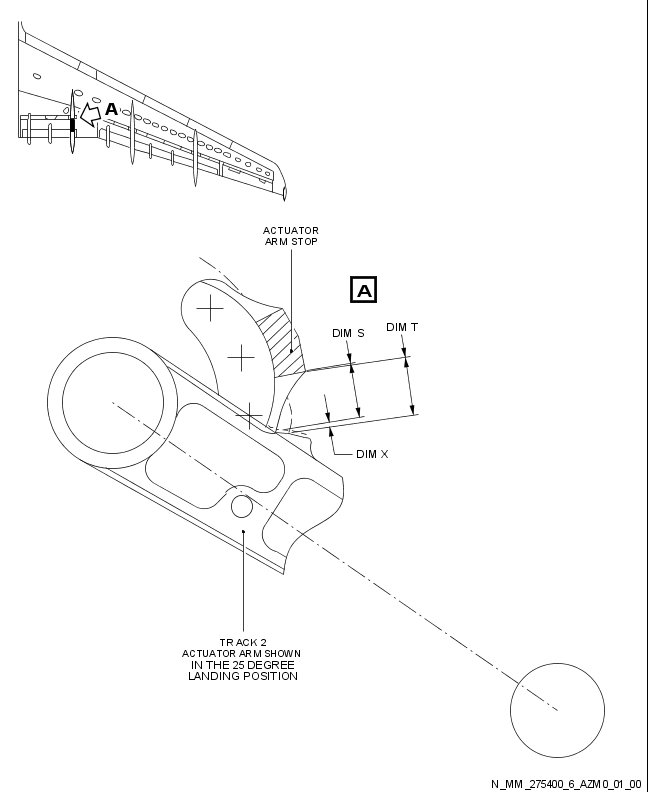 A
ACTUATOR
ARM STOP
A
DIM S
DIM T
DIM X
TRACK 2
ACTUATOR ARM SHOWN
IN THE 25 DEGREE
LANDING POSITION
N_MM_275400_6_AZM0_01_00